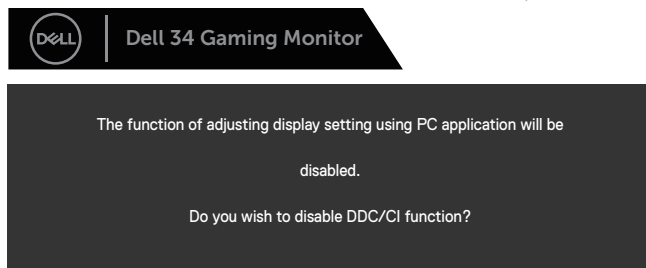 DELL
Dell 34 Gaming Monitor
The function of adjusting display setting using PC application will be
disabled.
Do you wish to disable DDC/CI function?